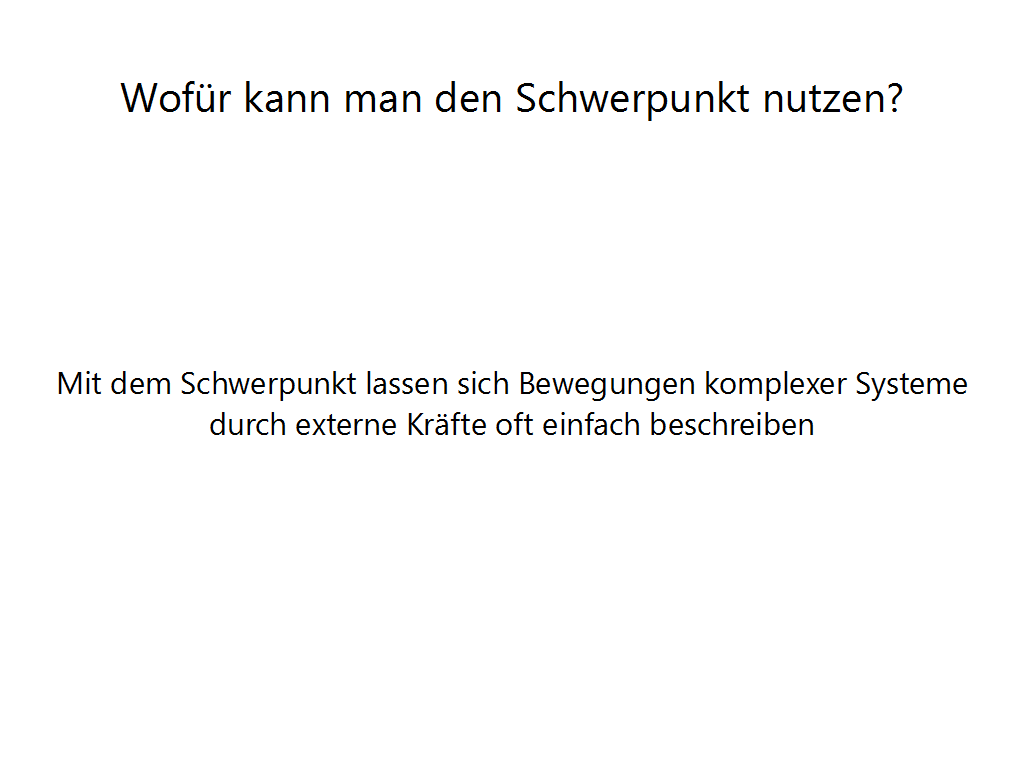 Wofür kann man den Schwerpunkt nutzen?
Mit dem Schwerpunkt lassen sich Bewegungen komplexer Systeme
durch externe Kräfte oft einfach beschreiben